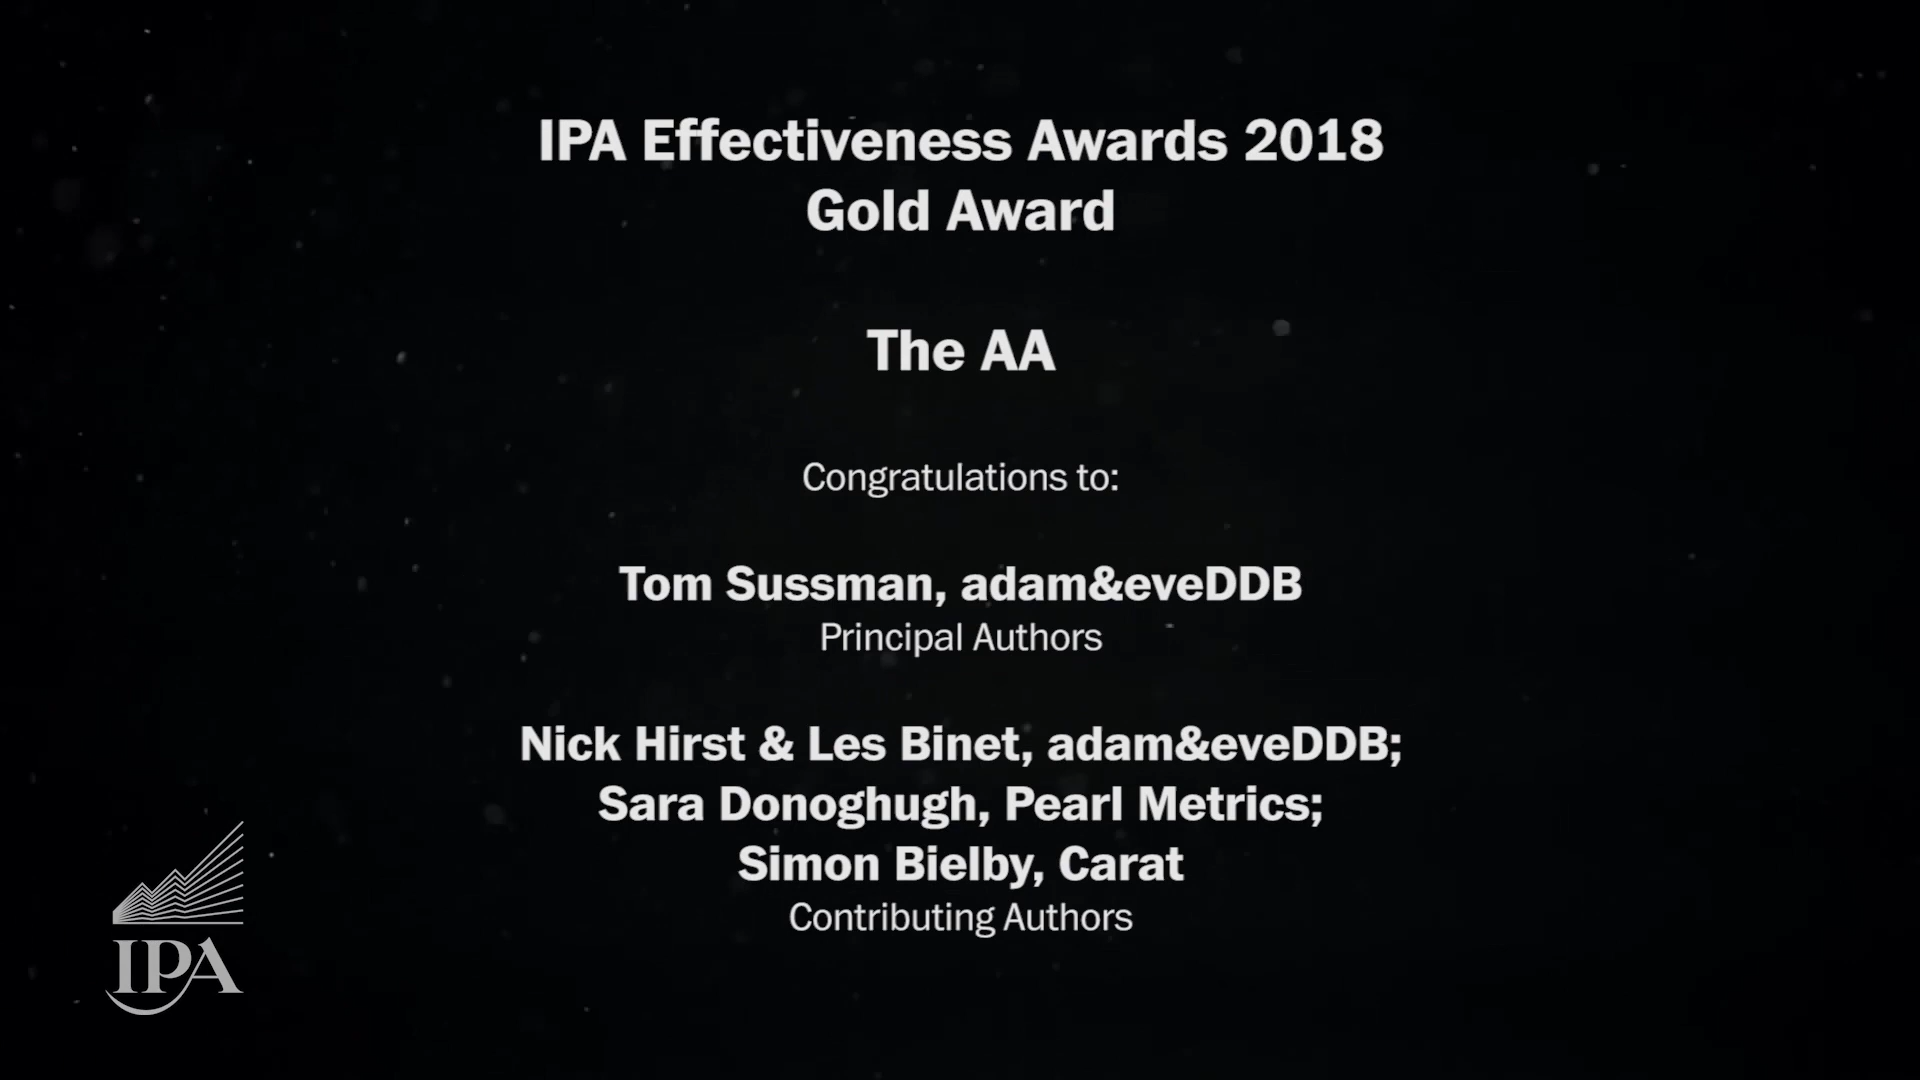 IPA Effectiveness Awards 2018
Gold Award
The AA
Congratulations to:
Tom Sussman, adam&eveDDB
Principal Authors
Nick Hirst & Les Binet, adam&eveDDB;
Sara Donoghugh, Pearl Metrics;
Simon Bielby, Carat
Contributing Authors
IPA